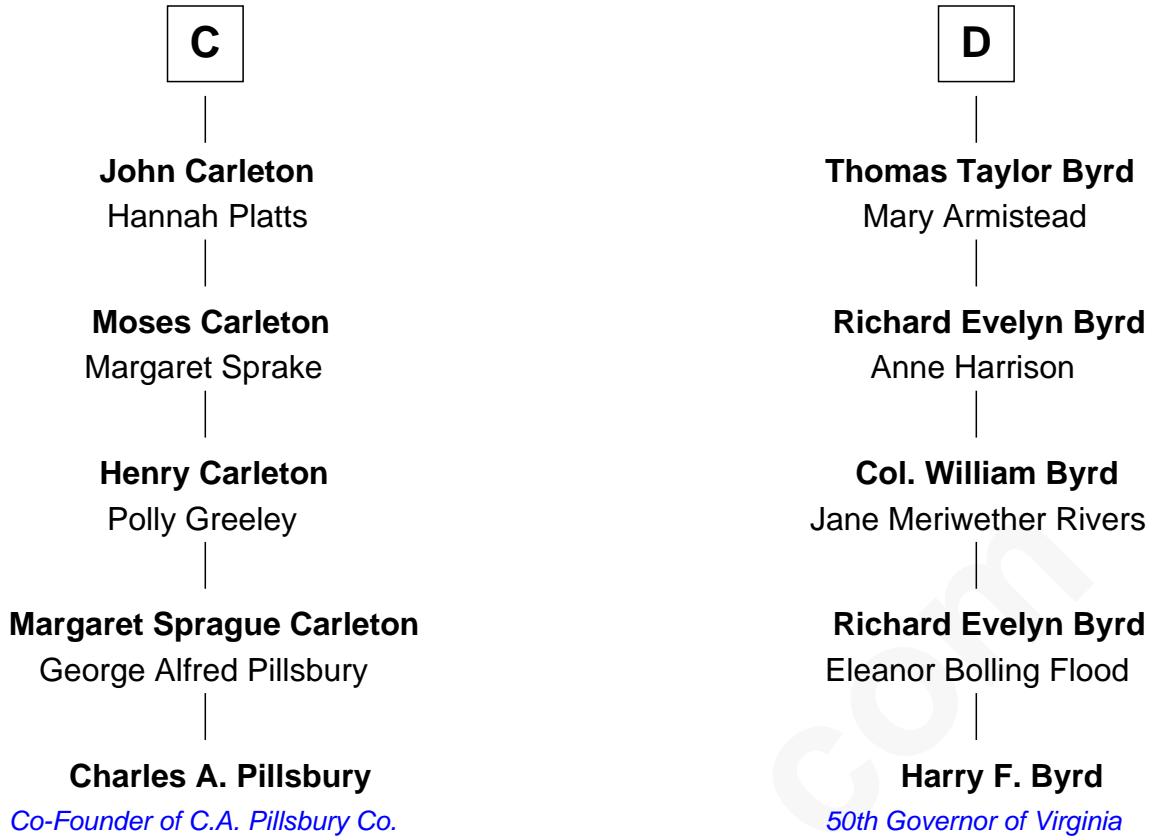 C
John Carleton
Hannah Platts
Moses Carleton
Margaret Sprake
Henry Carleton
Polly Greeley
Margaret Sprague Carleton
George Alfred Pillsbury
Charles A. Pillsbury
Co-Founder of C.A. Pillsbury Co.
D
Thomas Taylor Byrd
Mary Armistead
Richard Evelyn Byrd
Anne Harrison
Col. William Byrd
Jane Meriwether Rivers
Richard Evelyn Byrd
Eleanor Bolling Flood
Harry F. Byrd
50th Governor of Virginia
com